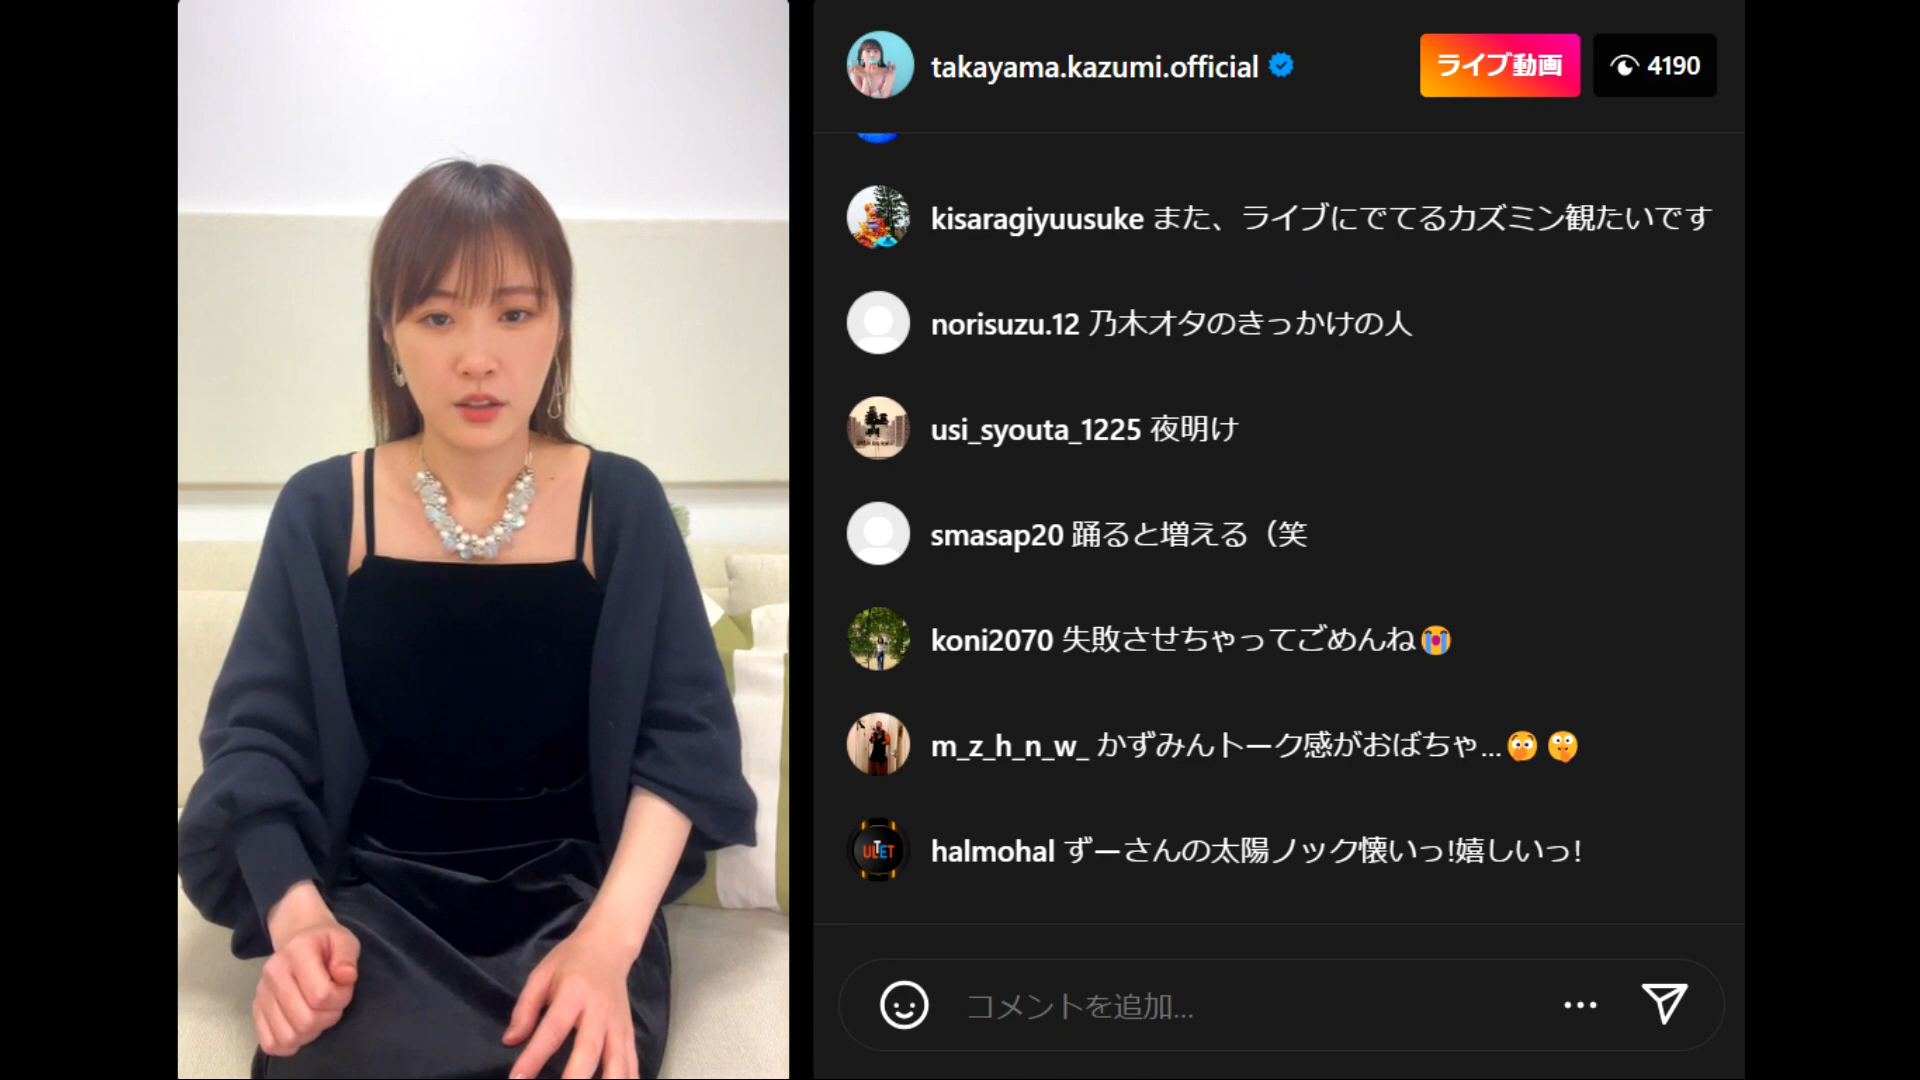 takayama.kazumi.official
ライブ動画
4190
kisaragiyuusuke また、ライブにでてるカズミン観たいです
norisuzu.12 乃木オタのきっかけの人
usi_syouta_1225 夜明け
smasap20 踊ると増える（笑
koni2070 失敗させちゃってごめんね😭
m_z_h_n_w_ かずみんトーク感がおばちゃ...🫢🤫
ULTET
halmohal ずーさんの太陽ノック懐いっ!嬉しいっ!
コメントを追加...